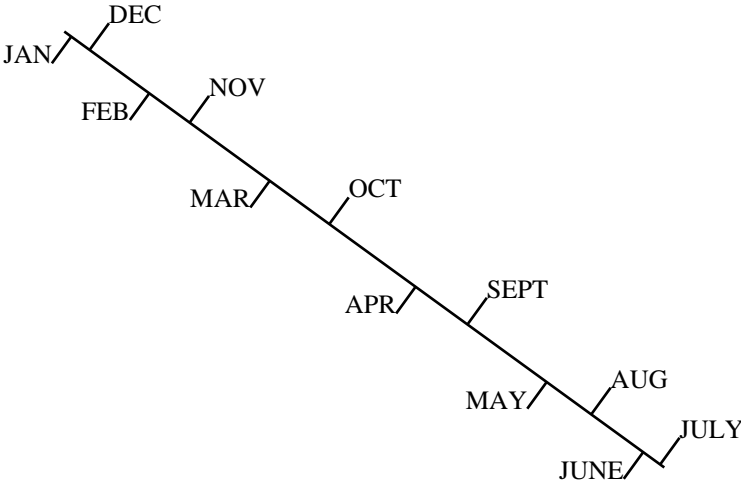 DEC
JAN
NOV
FEB
OCT
MAR
SEPT
APR
AUG
MAY
JULY
JUNE